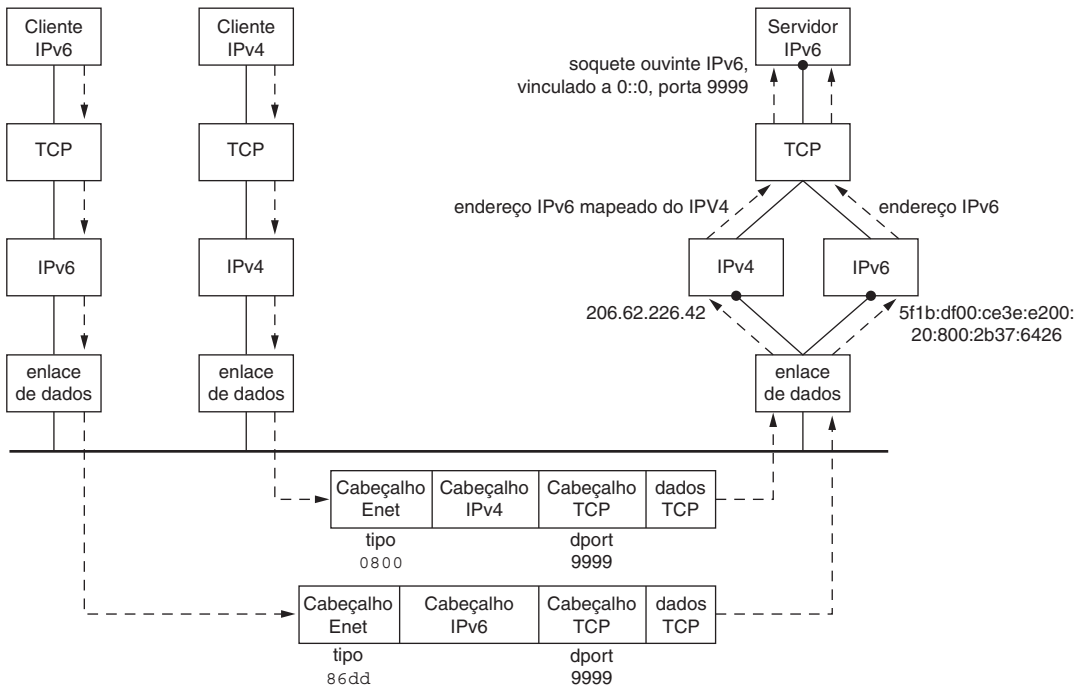 Cliente
IPv6
Cliente
IPv4
Servidor
IPv6
soquete ouvinte IPv6,
vinculado a 0::0, porta 9999
TCP
TCP
TCP
endereço IPv6 mapeado do IPV4
endereço IPv6
IPv6
IPv4
IPv4
IPv6
206.62.226.42
5f1b:df00:ce3e:e200:
20:800:2b37:6426
enlace
de dados
enlace
de dados
enlace
de dados
Cabeçalho
Enet
Cabeçalho
IPv4
Cabeçalho
TCP
dados
TCP
tipo
0800
dport
9999
Cabeçalho
Enet
Cabeçalho
IPv6
Cabeçalho
TCP
dados
TCP
tipo
86dd
dport
9999